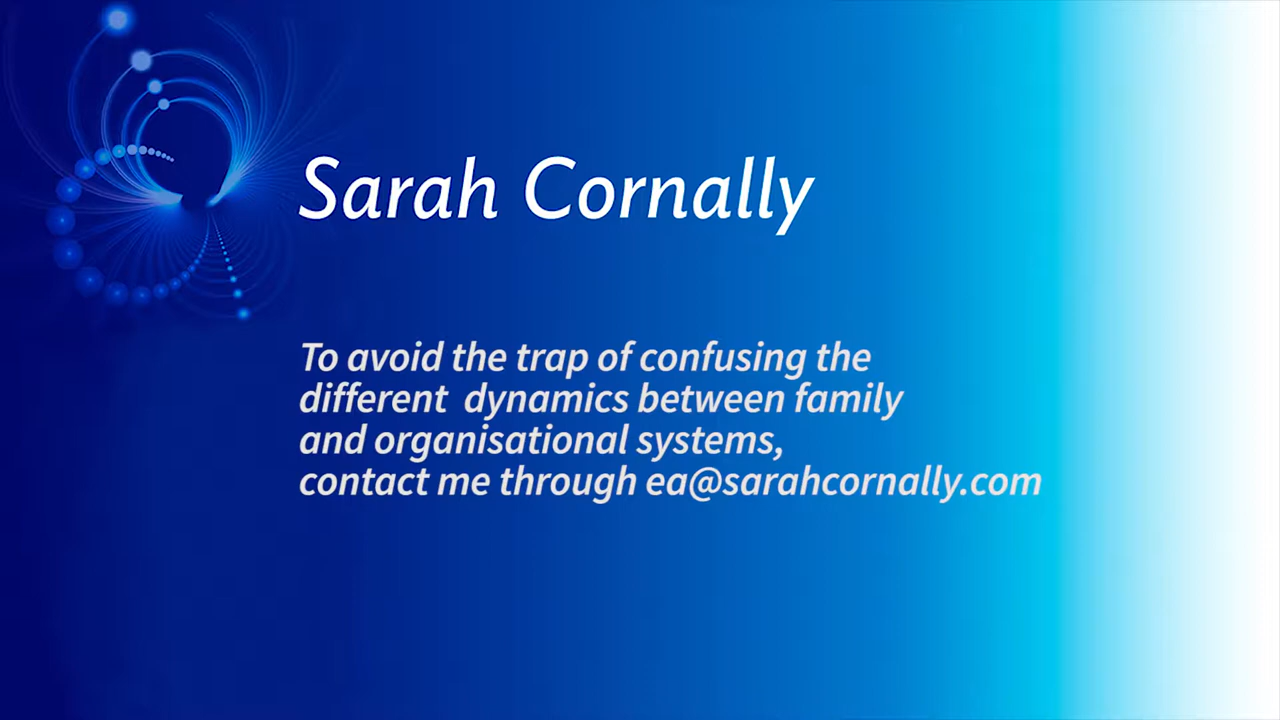 Sarah Cornally
To avoid the trap of confusing the
different  dynamics between family
and organisational systems,
contact me through ea@sarahcornally.com